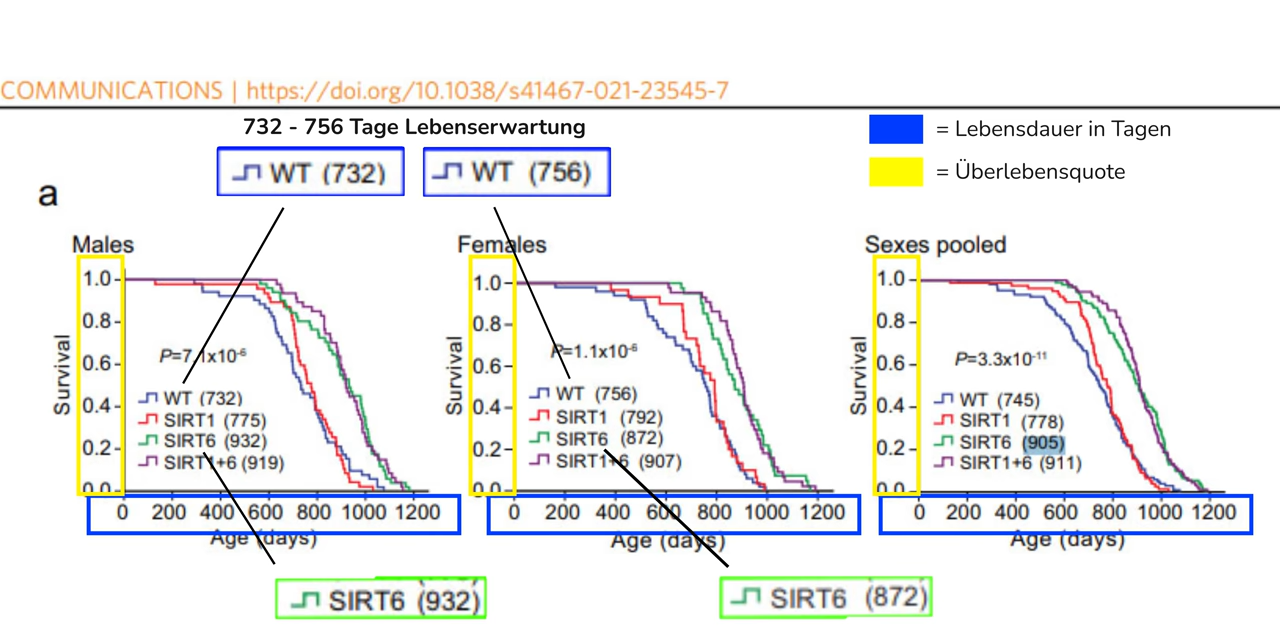 COMMUNICATIONS | https://doi.org/10.1038/s41467-021-23545-7
732 - 756 Tage Lebenserwartung
= Lebensdauer in Tagen
= Überlebensquote
WT (732)
WT (756)
a
Males
1.0
0.8
0.6
0.4
0.2
0.0
Survival
P=7.1x10-6
WT (732)
SIRT1 (775)
SIRT6 (932)
SIRT1+6 (919)
0 200 400 600 800 1000 1200
Age (days)
Females
1.0
0.8
0.6
0.4
0.2
0.0
Survival
P=1.1x10-6
WT (756)
SIRT1 (792)
SIRT6 (872)
SIRT1+6 (907)
0 200 400 600 800 1000 1200
Age (days)
Sexes pooled
1.0
0.8
0.6
0.4
0.2
0.0
Survival
P=3.3x10-11
WT (745)
SIRT1 (778)
SIRT6 (905)
SIRT1+6 (911)
0 200 400 600 800 1000 1200
Age (days)
SIRT6 (932)
SIRT6 (872)